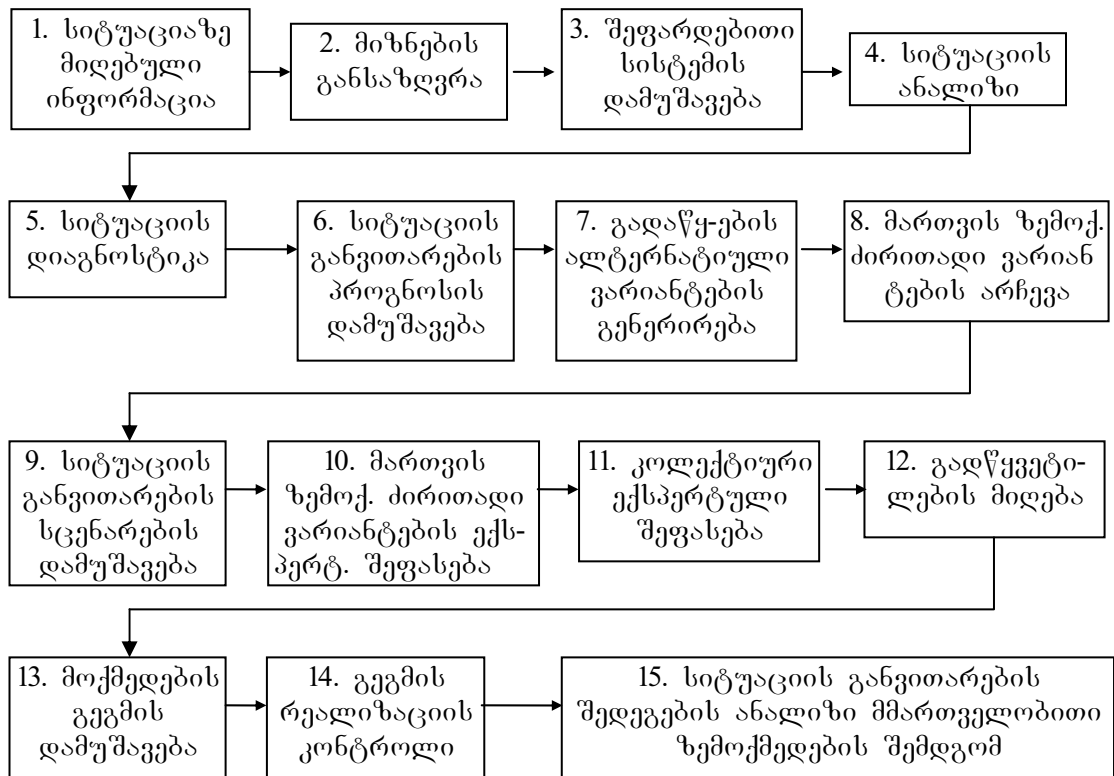 1. სიტუაციაზე
მიღებული
ინფორმაცია
2. მიზნების
განსაზღვრა
3. შეფარდებითი
სისტემის
დამუშავება
4. სიტუაციის
ანალიზი
5. სიტუაციის
დიაგნოსტიკა
6. სიტუაციის
განვითარების
პროგნოსის
დამუშავება
7. გადაწყ-ების
ალტერნატიული
ვარიანტების
გენერირება
8. მართვის ზემოქ.
ძირითადი ვარიან
ტების არჩევა
9. სიტუაციის
განვითარების
სცენარების
დამუშავება
10. მართვის
ზემოქ. ძირითადი
ვარიანტების ექს-
პერტ. შეფასება
11. კოლექტიური
ექსპერტული
შეფასება
12. გადწყვეტი-
ლების მიღება
13. მოქმედების
გეგმის
დამუშავება
14. გეგმის
რეალიზაციის
კონტროლი
15. სიტუაციის განვითარების
შედეგების ანალიზი მმართველობითი
ზემოქმედების შემდგომ